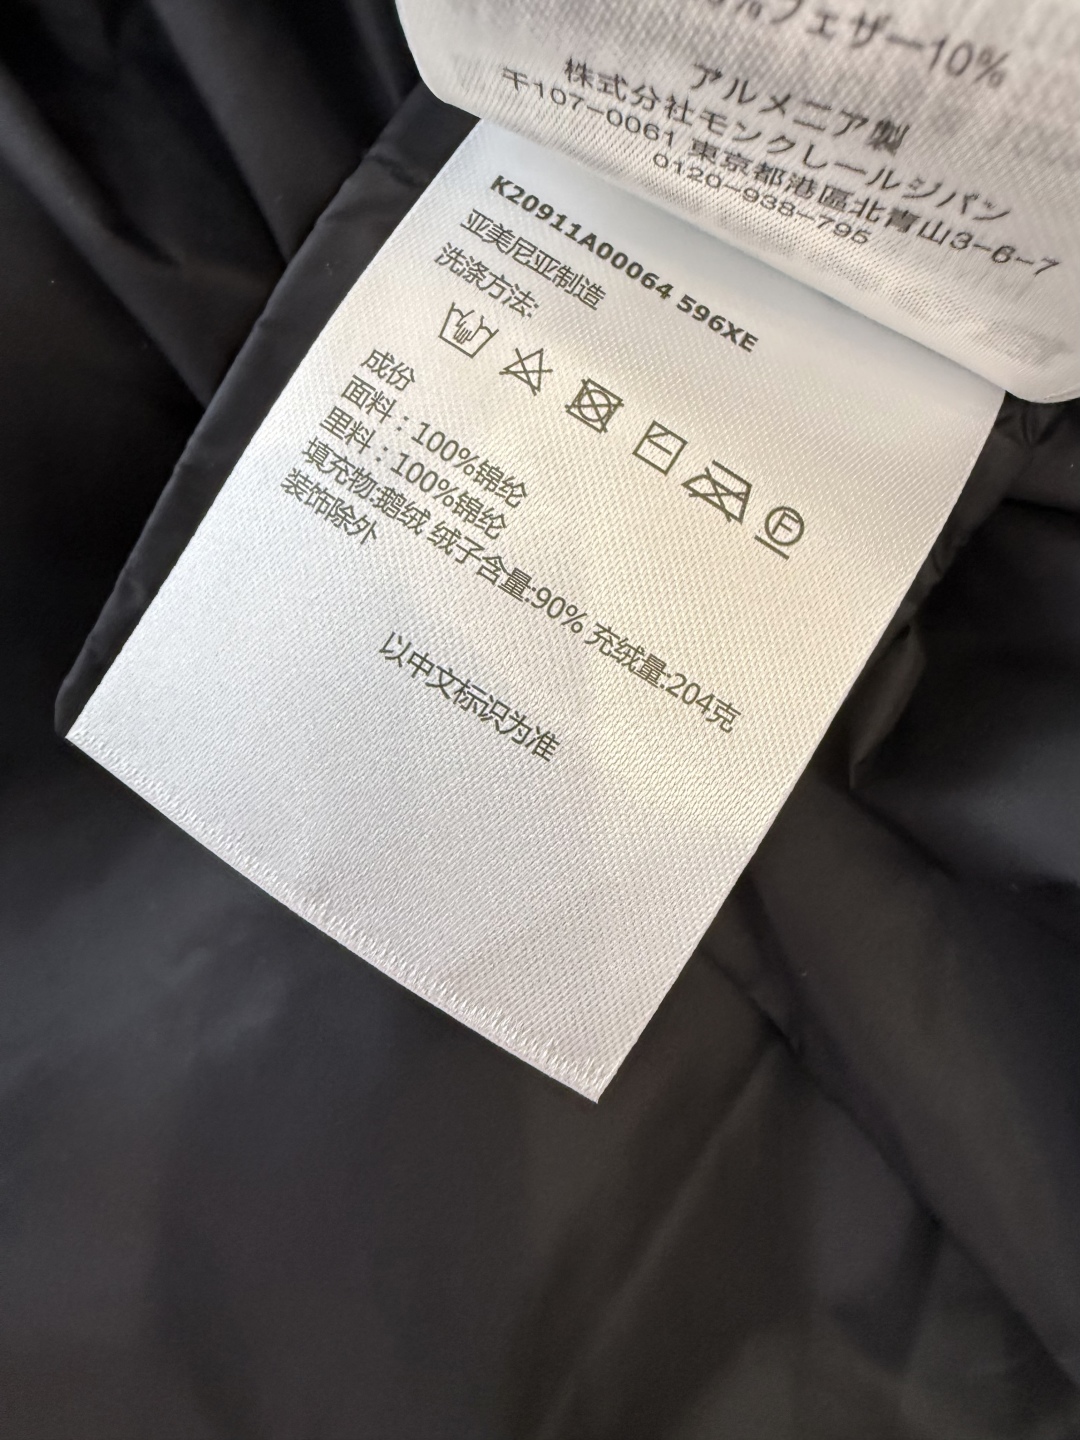 フェザー10%
アルメニア製
株式会社モンクレールジパン
〒107-0061 東京都港區北青山3-6-7
0120-938-795
K20911A00064 596XE
亚美尼亚制造
洗涤方法:
F
成份
面料：100%锦纶
里料：100%锦纶
填充物:鹅绒 绒子含量:90% 充绒量:204克
装饰除外
以中文标识为准